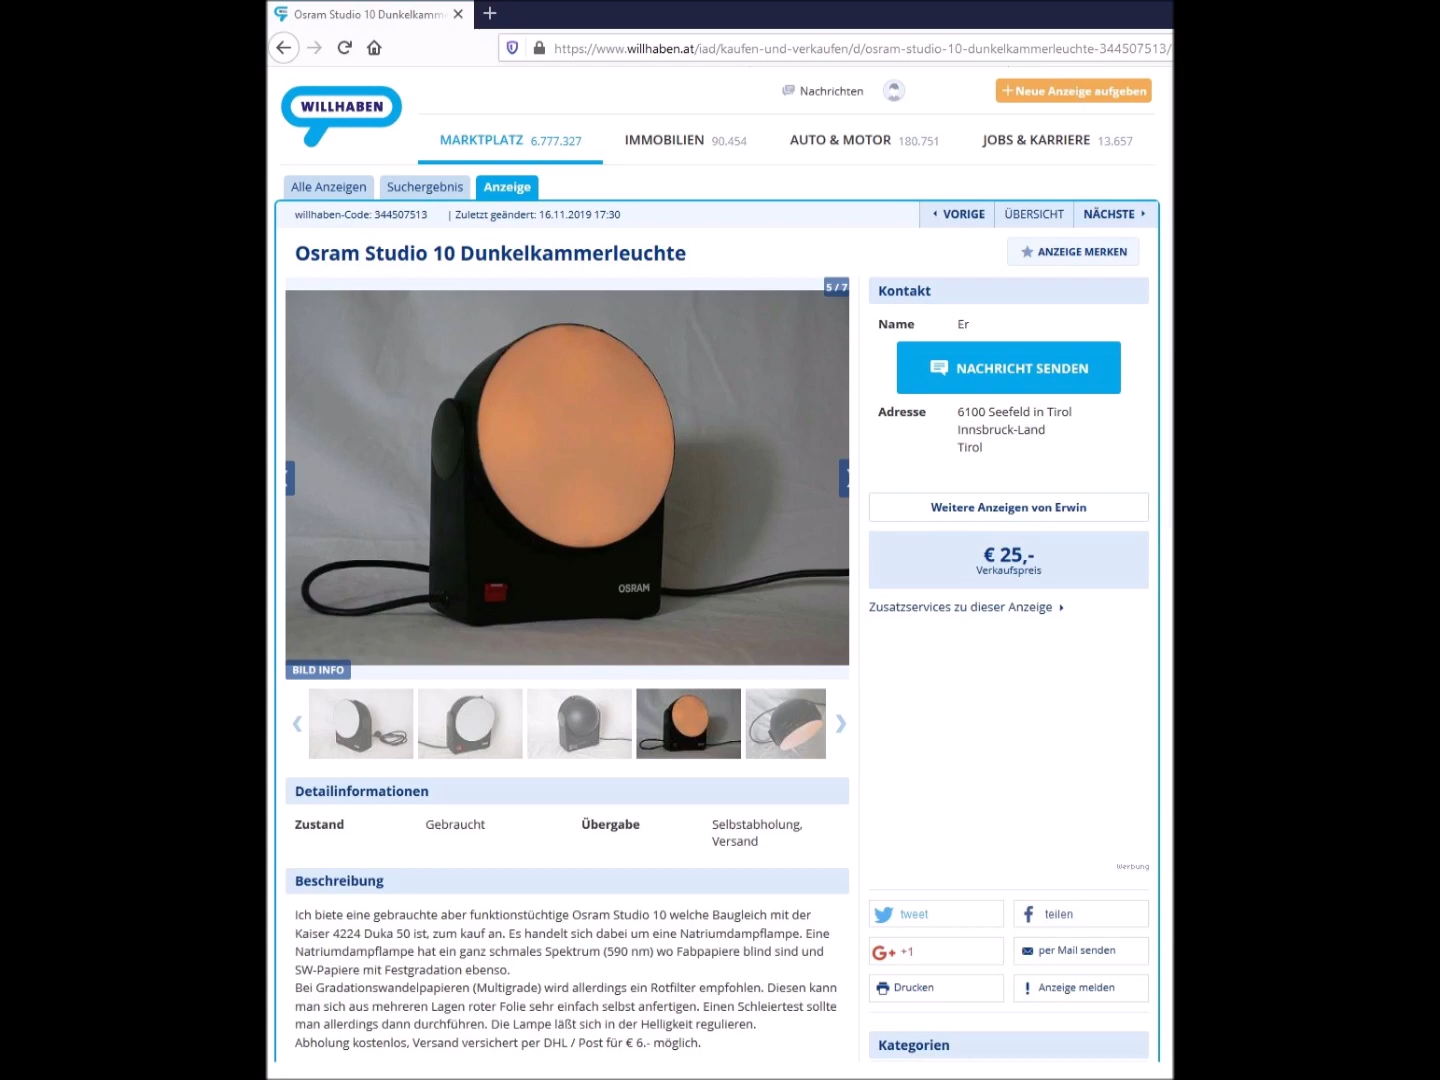 Osram Studio 10 Dunkelkamm
https://www.willhaben.at/iad/kaufen-und-verkaufen/d/osram-studio-10-dunkelkammerleuchte-344507513/
WILLHABEN
Nachrichten
+ Neue Anzeige aufgeben
MARKTPLATZ 6.777.327
IMMOBILIEN 90.454
AUTO & MOTOR 180.751
JOBS & KARRIERE 13.657
Alle Anzeigen
Suchergebnis
Anzeige
willhaben-Code: 344507513 | Zuletzt geändert: 16.11.2019 17:30
VORIGE
ÜBERSICHT
NÄCHSTE
Osram Studio 10 Dunkelkammerleuchte
ANZEIGE MERKEN
5 / 7
OSRAM
BILD INFO
Kontakt
Name Er
NACHRICHT SENDEN
Adresse 6100 Seefeld in Tirol
Innsbruck-Land
Tirol
Weitere Anzeigen von Erwin
€ 25,-
Verkaufspreis
Zusatzservices zu dieser Anzeige
Werbung
Detailinformationen
Zustand Gebraucht Übergabe Selbstabholung,
Versand
Beschreibung
Ich biete eine gebrauchte aber funktionstüchtige Osram Studio 10 welche Baugleich mit der
Kaiser 4224 Duka 50 ist, zum kauf an. Es handelt sich dabei um eine Natriumdampflampe. Eine
Natriumdampflampe hat ein ganz schmales Spektrum (590 nm) wo Fabpapiere blind sind und
SW-Papiere mit Festgradation ebenso.
Bei Gradationswandelpapieren (Multigrade) wird allerdings ein Rotfilter empfohlen. Diesen kann
man sich aus mehreren Lagen roter Folie sehr einfach selbst anfertigen. Einen Schleiertest sollte
man allerdings dann durchführen. Die Lampe läßt sich in der Helligkeit regulieren.
Abholung kostenlos, Versand versichert per DHL / Post für € 6.- möglich.
tweet
teilen
G+ +1
per Mail senden
Drucken
Anzeige melden
Kategorien